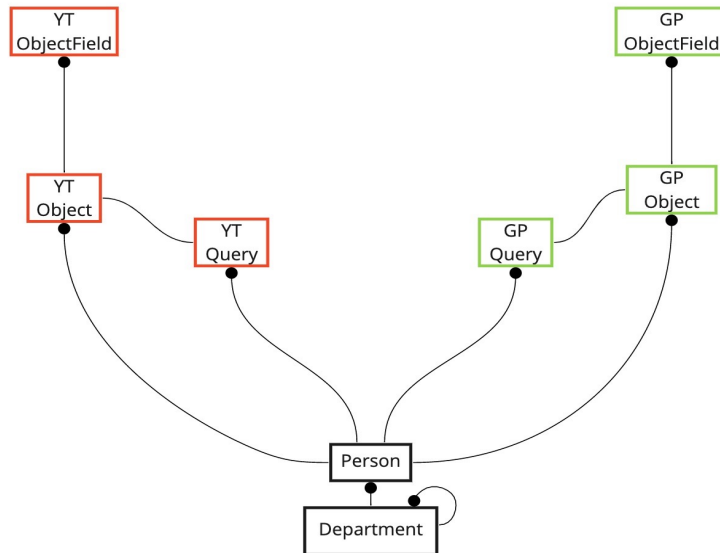 YT
ObjectField
GP
ObjectField
YT
Object
GP
Object
YT
Query
GP
Query
Person
Department